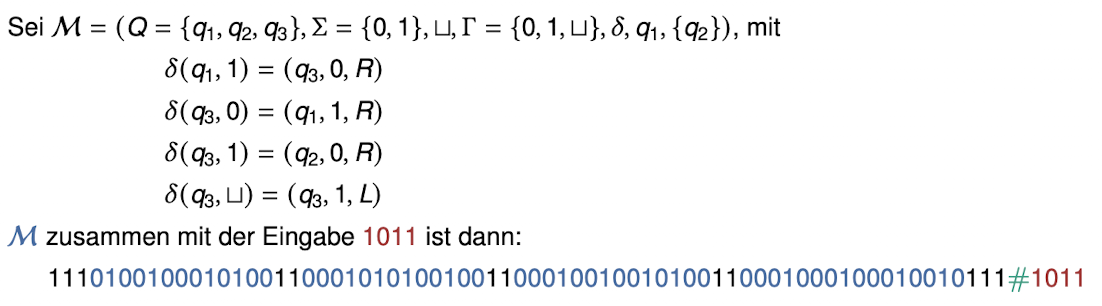 Sei 𝓜 = (Q = {q₁, q₂, q₃}, Σ = {0, 1}, ⊔, Γ = {0, 1, ⊔}, δ, q₁, {q₂}), mit
δ(q₁, 1) = (q₃, 0, R)
δ(q₃, 0) = (q₁, 1, R)
δ(q₃, 1) = (q₂, 0, R)
δ(q₃, ⊔) = (q₃, 1, L)
𝓜 zusammen mit der Eingabe 1011 ist dann:
11101001000101001100010101001001100010010010100110001000100010010111#1011